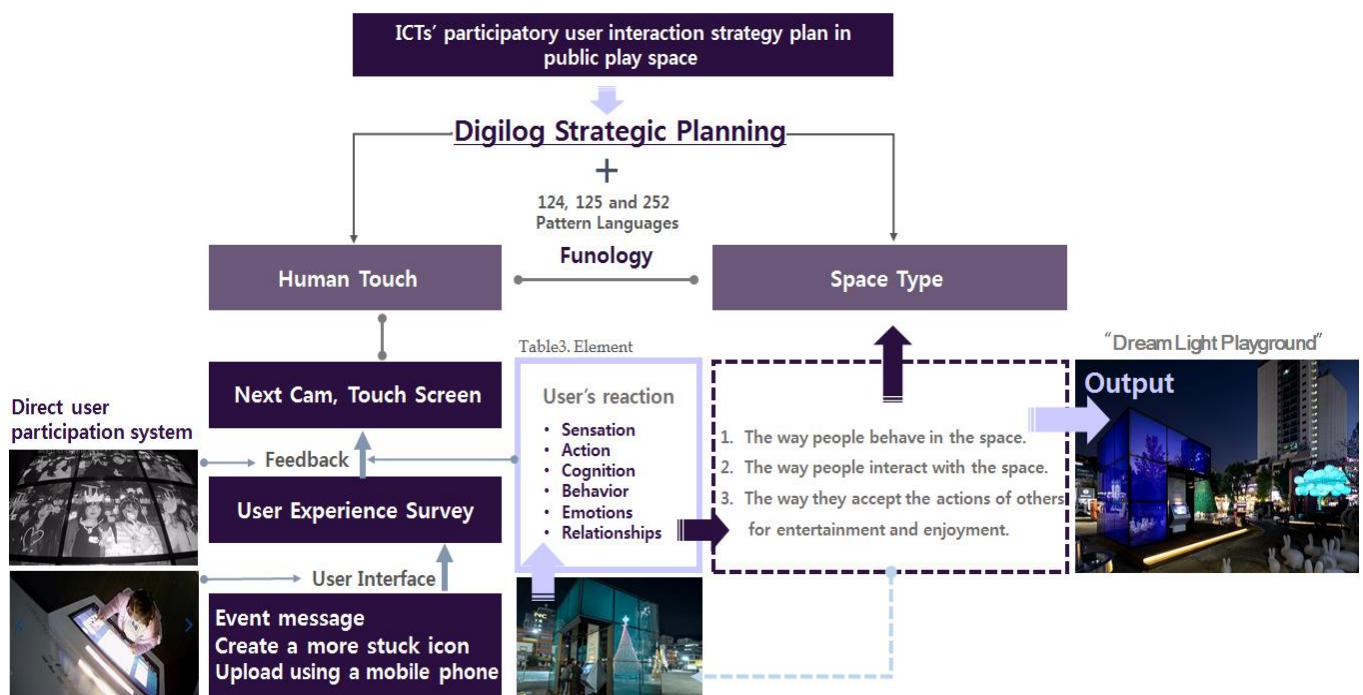 ICTs' participatory user interaction strategy plan in
public play space
Digilog Strategic Planning
+
124, 125 and 252
Pattern Languages
Funology
Human Touch
Space Type
Table3. Element
"Dream Light Playground"
Next Cam, Touch Screen
User's reaction
• Sensation
• Action
• Cognition
• Behavior
• Emotions
• Relationships
Output
Direct user
participation system
Feedback
1. The way people behave in the space.
2. The way people interact with the space.
3. The way they accept the actions of others
for entertainment and enjoyment.
User Experience Survey
User Interface
Event message
Create a more stuck icon
Upload using a mobile phone